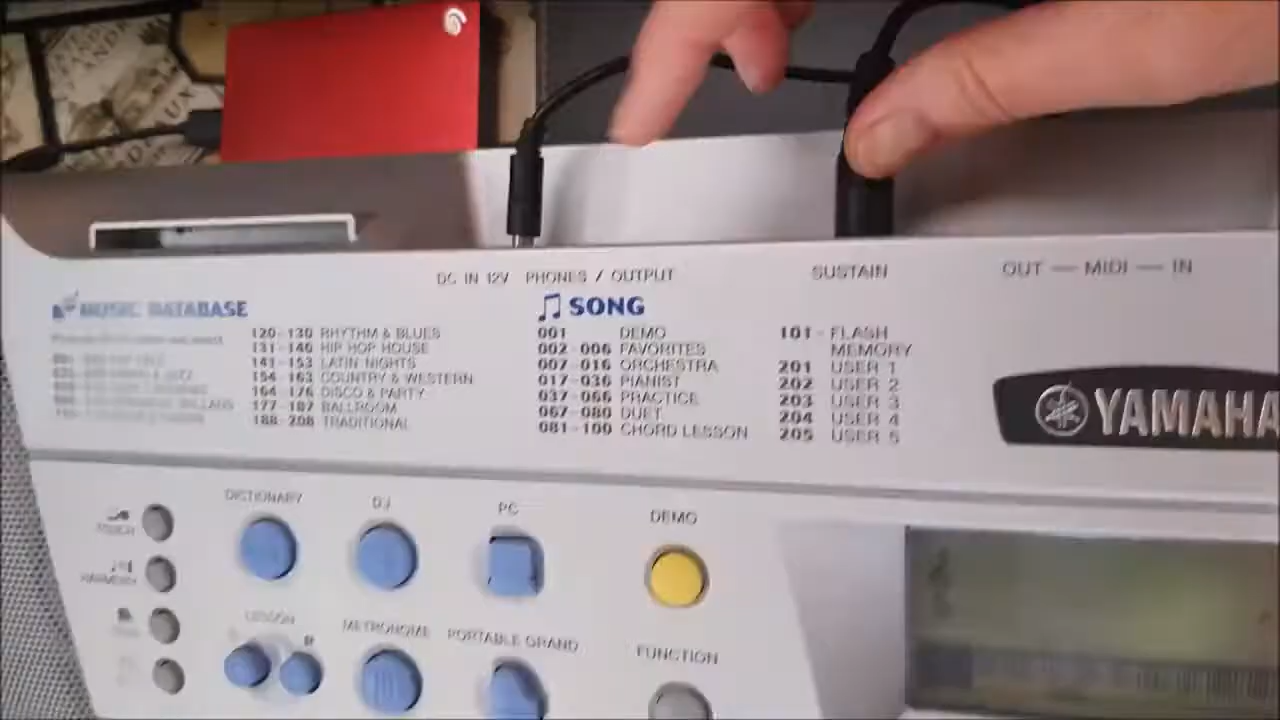 DC IN 12V PHONES / OUTPUT SUSTAIN OUT — MIDI — IN
MUSIC DATABASE
120 - 130 RHYTHM & BLUES
131 - 140 HIP HOP HOUSE
141 - 153 LATIN NIGHTS
154 - 163 COUNTRY & WESTERN
164 - 176 DISCO & PARTY
177 - 187 BALLROOM
188 - 208 TRADITIONAL
SONG
001 DEMO
002 - 006 FAVORITES
007 - 016 ORCHESTRA
017 - 036 PIANIST
037 - 066 PRACTICE
067 - 080 DUET
081 - 100 CHORD LESSON
101 - FLASH
MEMORY
201 USER 1
202 USER 2
203 USER 3
204 USER 4
205 USER 5
YAMAHA
DICTIONARY DJ PC DEMO
TOUCH
HARMONY
LESSON METRONOME PORTABLE GRAND FUNCTION
L R